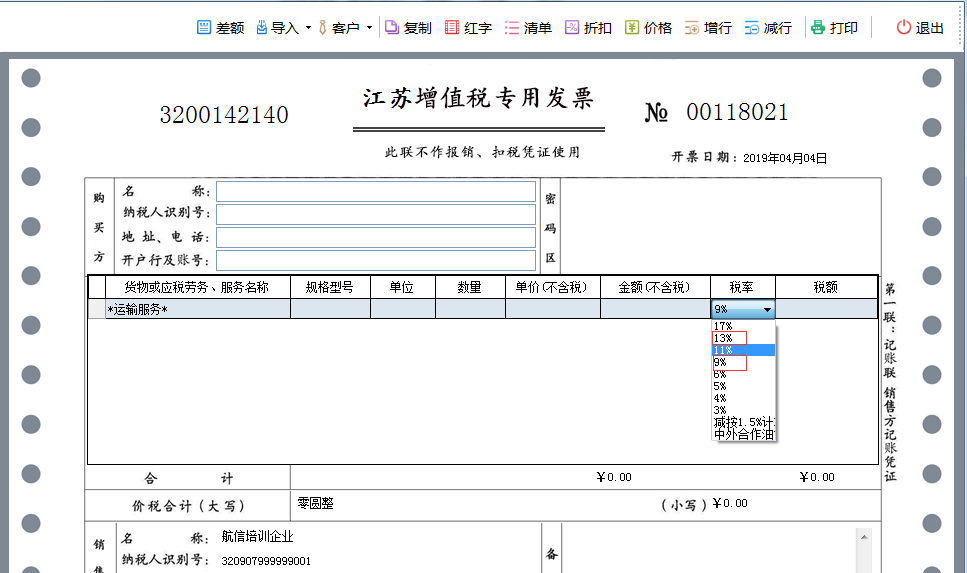 差额 导入 客户 复制 红字 清单 折扣 价格 增行 减行 打印 退出
3200142140
江苏增值税专用发票
№ 00118021
此联不作报销、扣税凭证使用
开票日期：2019年04月04日
购买方
名 称：
纳税人识别号：
地 址、电 话：
开户行及账号：
密码区
货物或应税劳务、服务名称 规格型号 单位 数量 单价(不含税) 金额(不含税) 税率 税额
*运输服务* 9%
17%
13%
11%
9%
6%
5%
4%
3%
减按1.5%计
中外合作油
第一联：记账联 销售方记账凭证
合 计 ￥0.00 ￥0.00
价税合计（大写） 零圆整 （小写）￥0.00
销售
名 称： 航信培训企业
纳税人识别号： 320907999999001
备